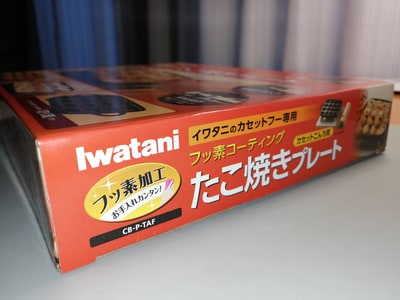 Iwatani
イワタニのカセットフー専用
フッ素コーティング
カセットこんろ用
たこ焼きプレート
フッ素加工
お手入れカンタン!
CB-P-TAF